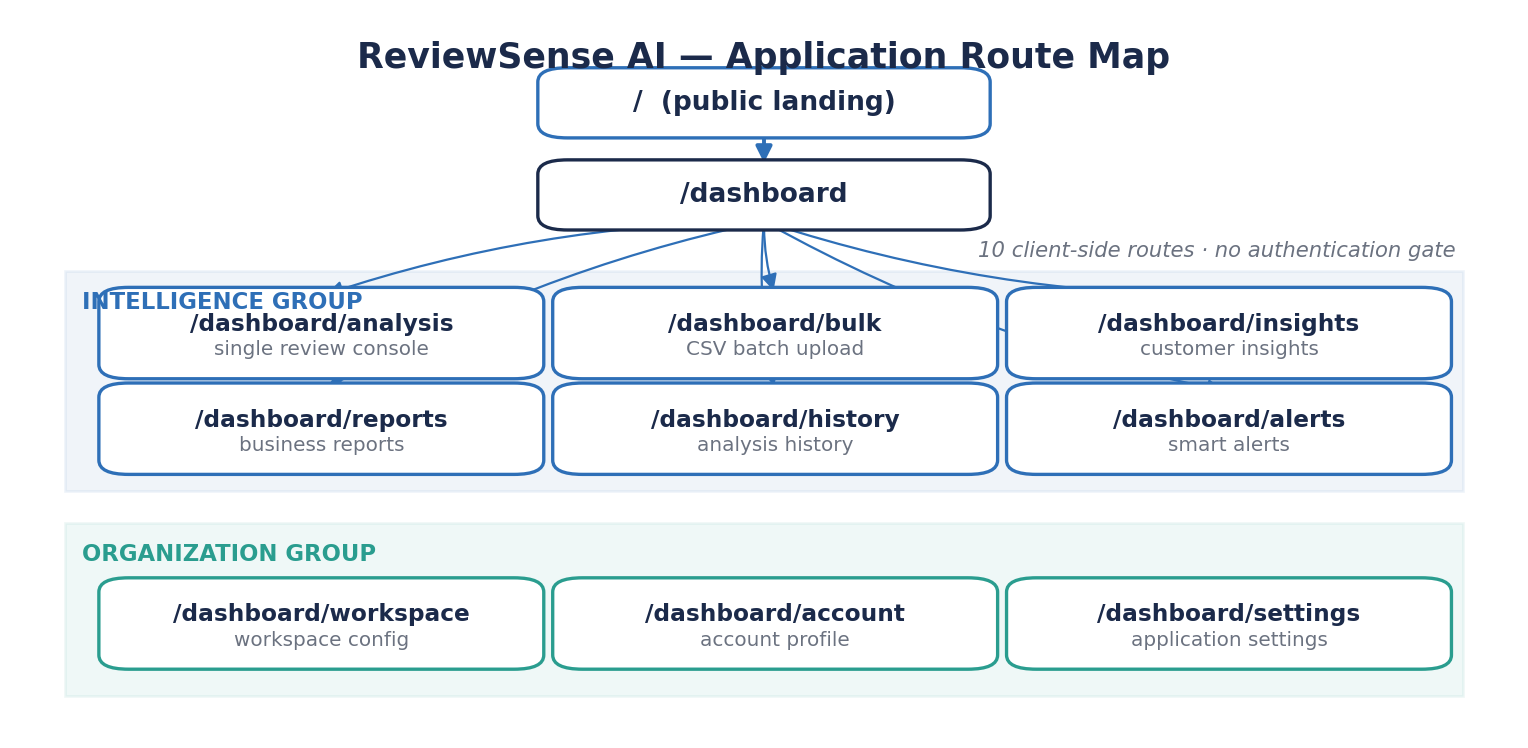 ReviewSense AI — Application Route Map
/ (public landing)
/dashboard
10 client-side routes · no authentication gate
INTELLIGENCE GROUP
/dashboard/analysis
single review console
/dashboard/bulk
CSV batch upload
/dashboard/insights
customer insights
/dashboard/reports
business reports
/dashboard/history
analysis history
/dashboard/alerts
smart alerts
ORGANIZATION GROUP
/dashboard/workspace
workspace config
/dashboard/account
account profile
/dashboard/settings
application settings